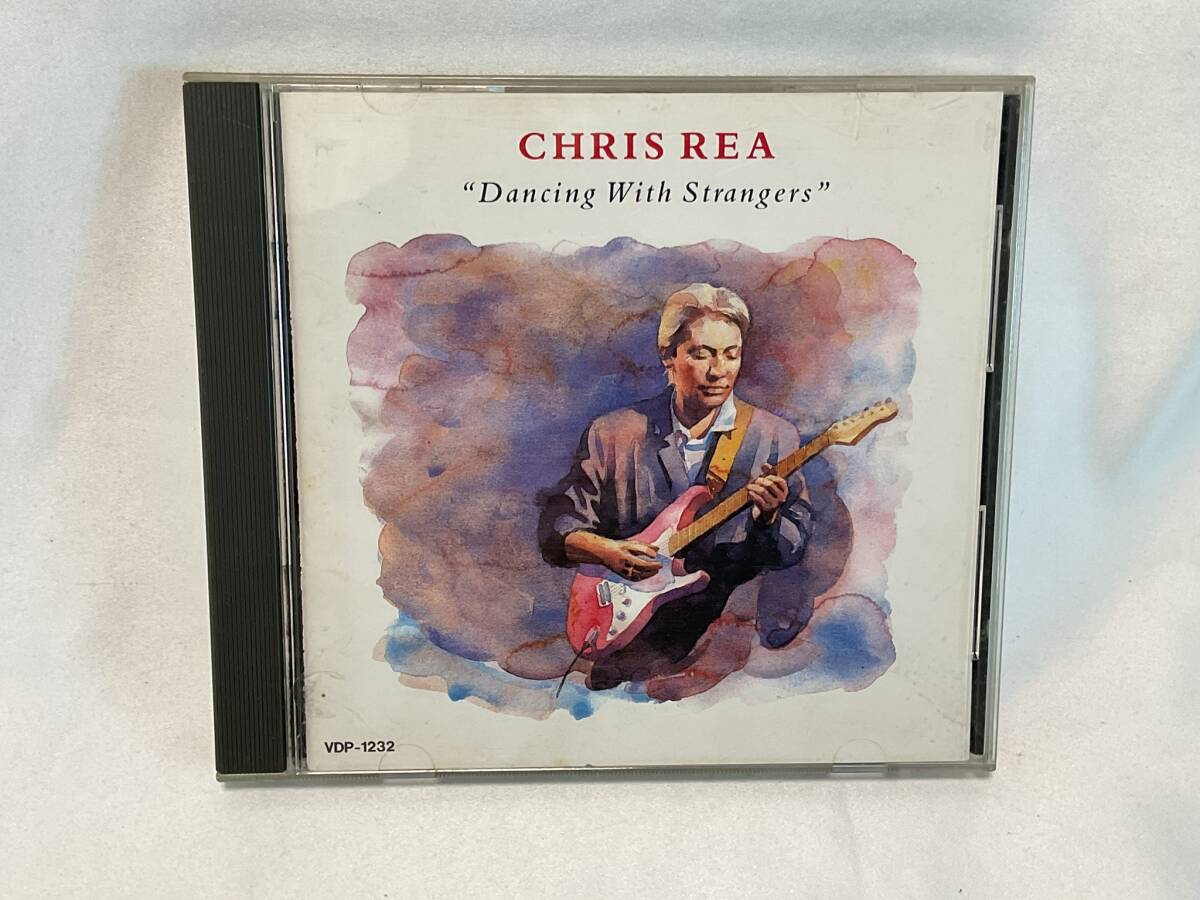 CHRIS REA
“Dancing With Strangers”
VDP-1232